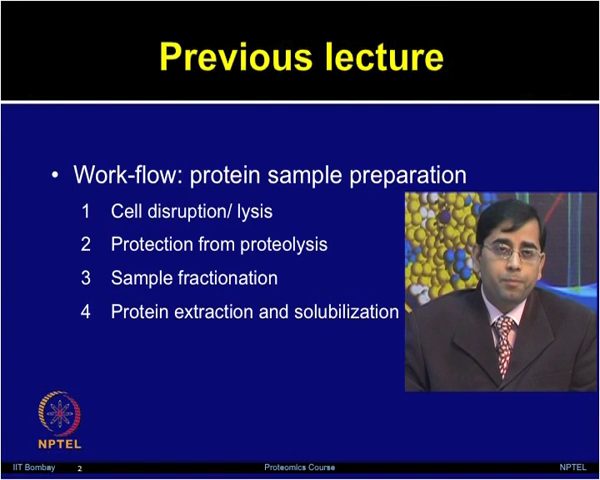 Previous lecture
• Work-flow: protein sample preparation
1 Cell disruption/ lysis
2 Protection from proteolysis
3 Sample fractionation
4 Protein extraction and solubilization
NPTEL
IIT Bombay 2 Proteomics Course NPTEL